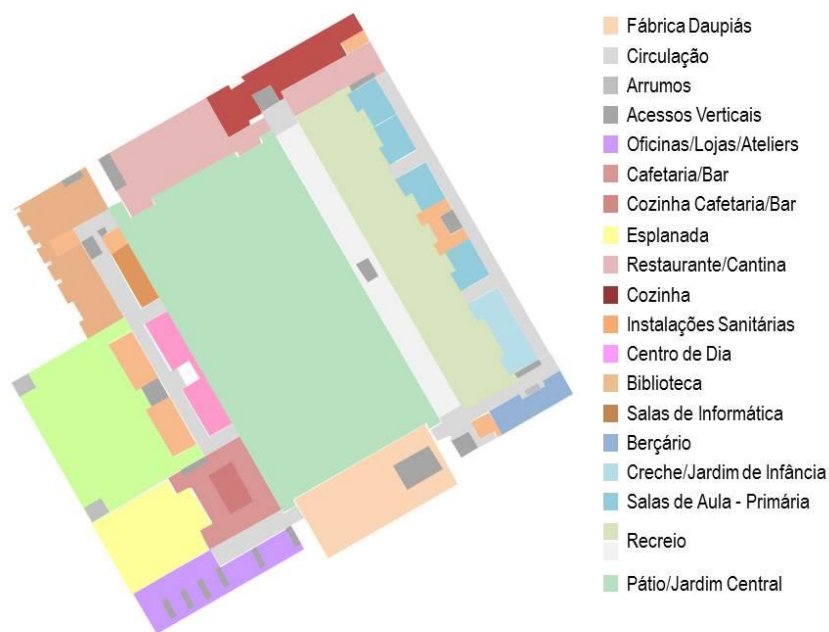 Fábrica Daupiás
Circulação
Arrumos
Acessos Verticais
Oficinas/Lojas/Ateliers
Cafetaria/Bar
Cozinha Cafetaria/Bar
Esplanada
Restaurante/Cantina
Cozinha
Instalações Sanitárias
Centro de Dia
Biblioteca
Salas de Informática
Berçário
Creche/Jardim de Infância
Salas de Aula - Primária
Recreio
Pátio/Jardim Central